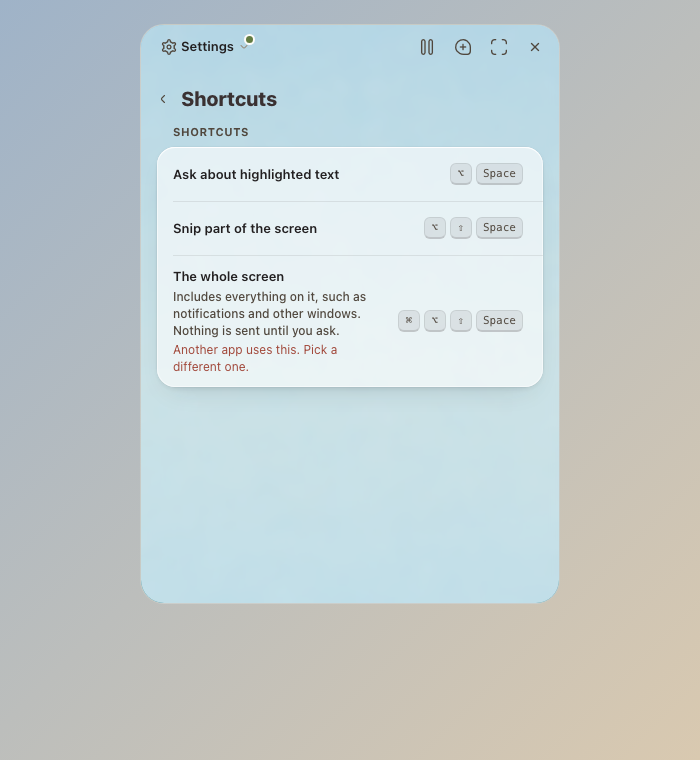 Settings
Shortcuts
SHORTCUTS
Ask about highlighted text ⌥ Space
Snip part of the screen ⌥ ⇧ Space
The whole screen
Includes everything on it, such as
notifications and other windows.
Nothing is sent until you ask.
⌘ ⌥ ⇧ Space
Another app uses this. Pick a
different one.